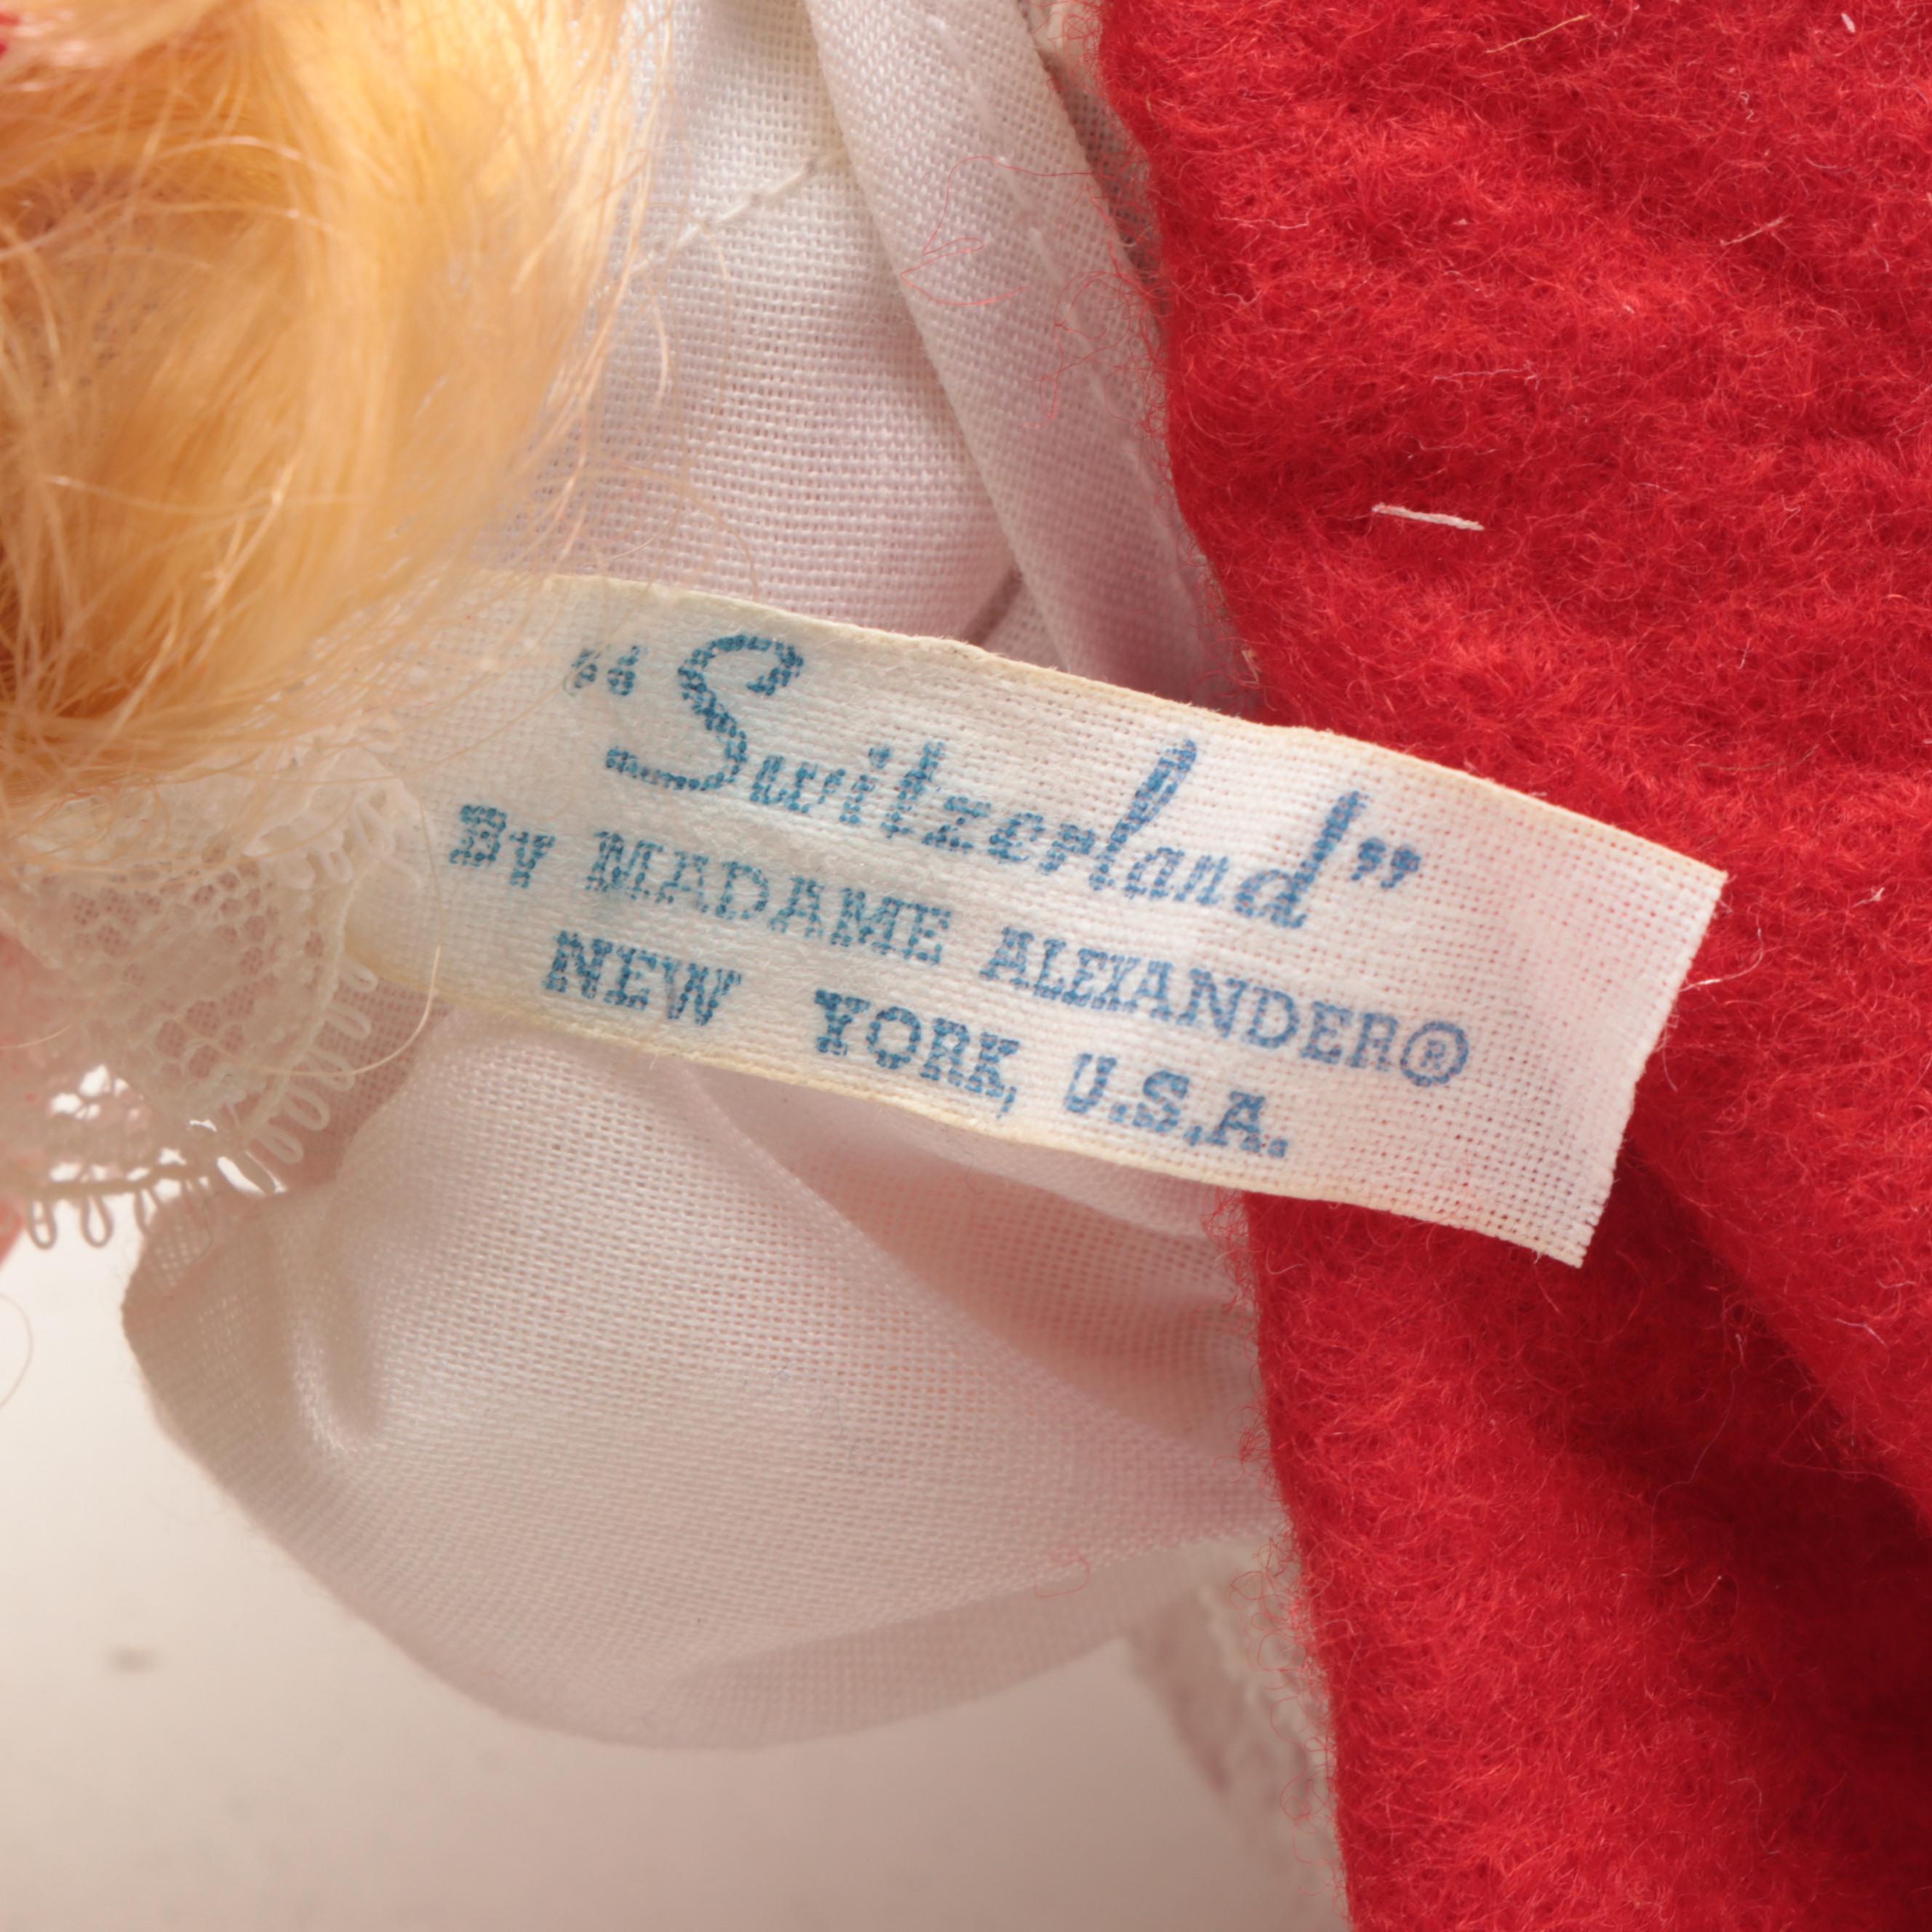 “Switzerland”
By MADAME ALEXANDER®
NEW YORK, U.S.A.